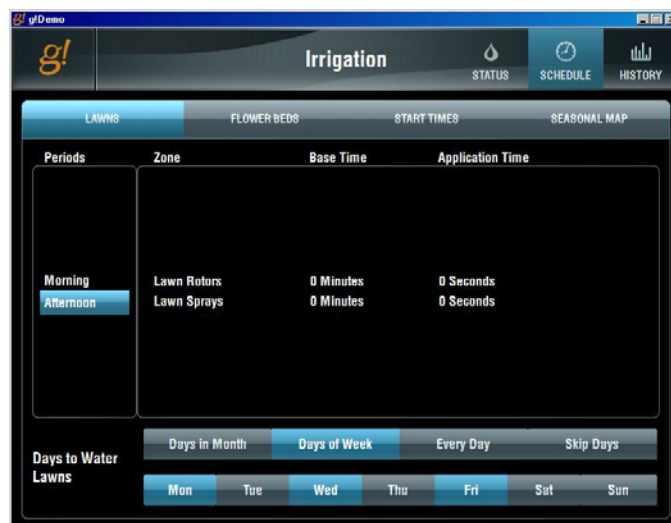 g! g!Demo
g!
Irrigation
STATUS
SCHEDULE
HISTORY
LAWNS FLOWER BEDS START TIMES SEASONAL MAP
Periods Zone Base Time Application Time
Morning Lawn Rotors 0 Minutes 0 Seconds
Afternoon Lawn Sprays 0 Minutes 0 Seconds
Days to Water
Lawns
Days in Month Days of Week Every Day Skip Days
Mon Tue Wed Thu Fri Sat Sun